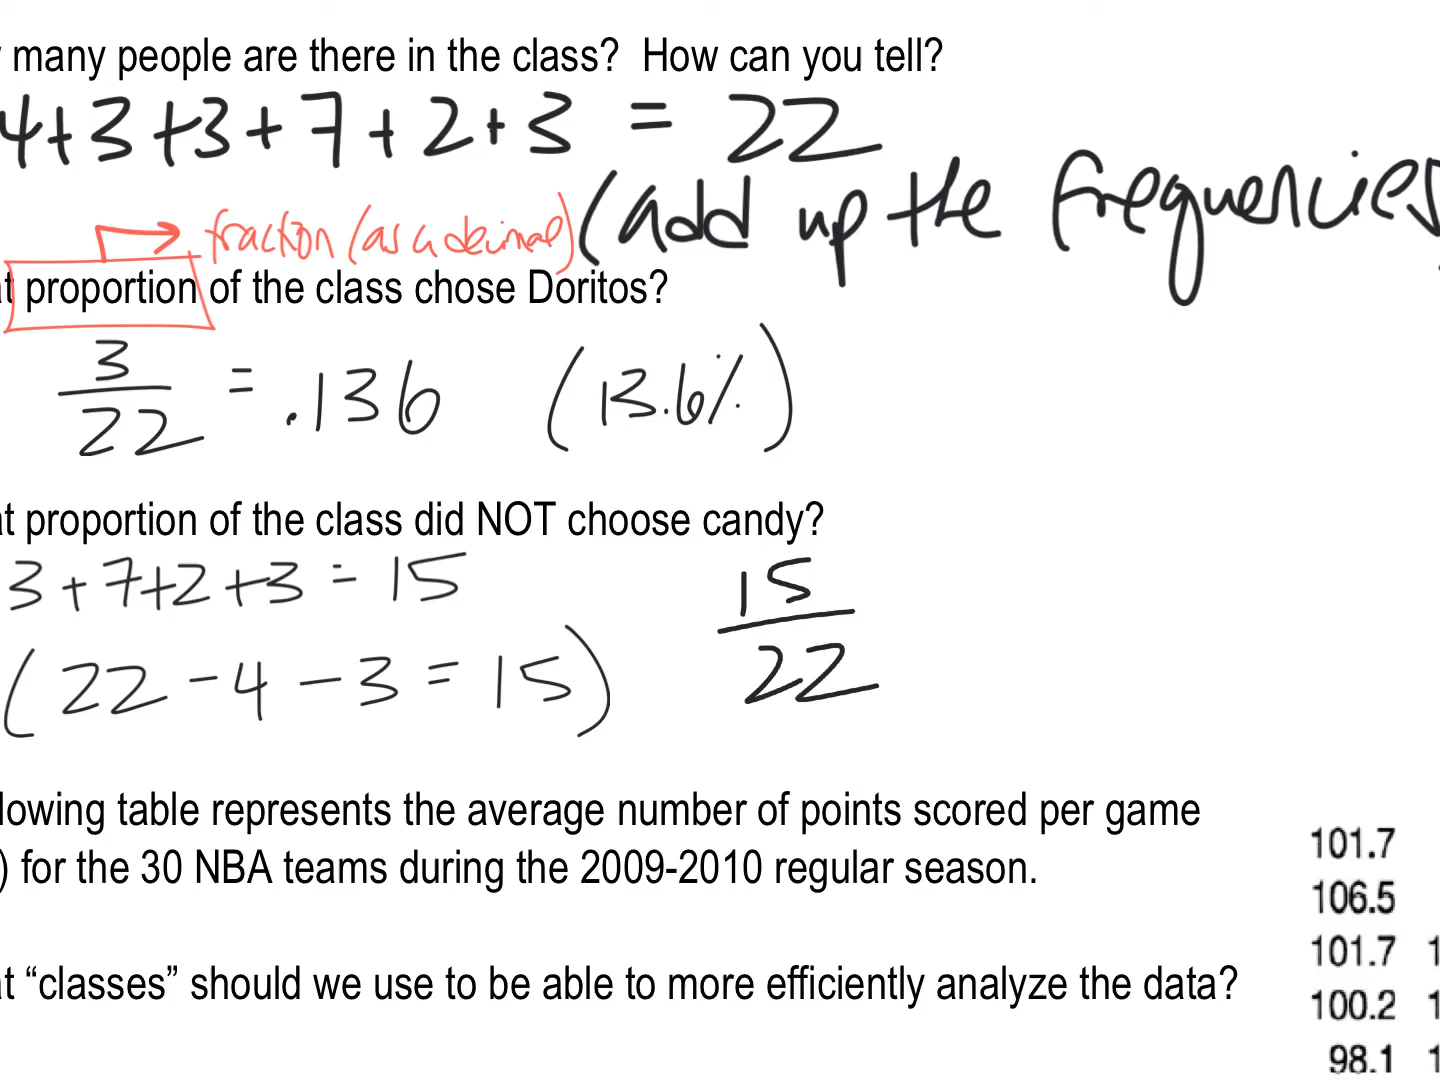 many people are there in the class? How can you tell?
4+3+3+7+2+3 = 22
(add up the frequencies
fraction (as a decimal)
proportion of the class chose Doritos?
3/22 = .136 (13.6%)
proportion of the class did NOT choose candy?
3+7+2+3 = 15
15/22
(22-4-3=15)
lowing table represents the average number of points scored per game
) for the 30 NBA teams during the 2009-2010 regular season.
101.7
106.5
101.7 1
t “classes” should we use to be able to more efficiently analyze the data?
100.2 1
98.1 1